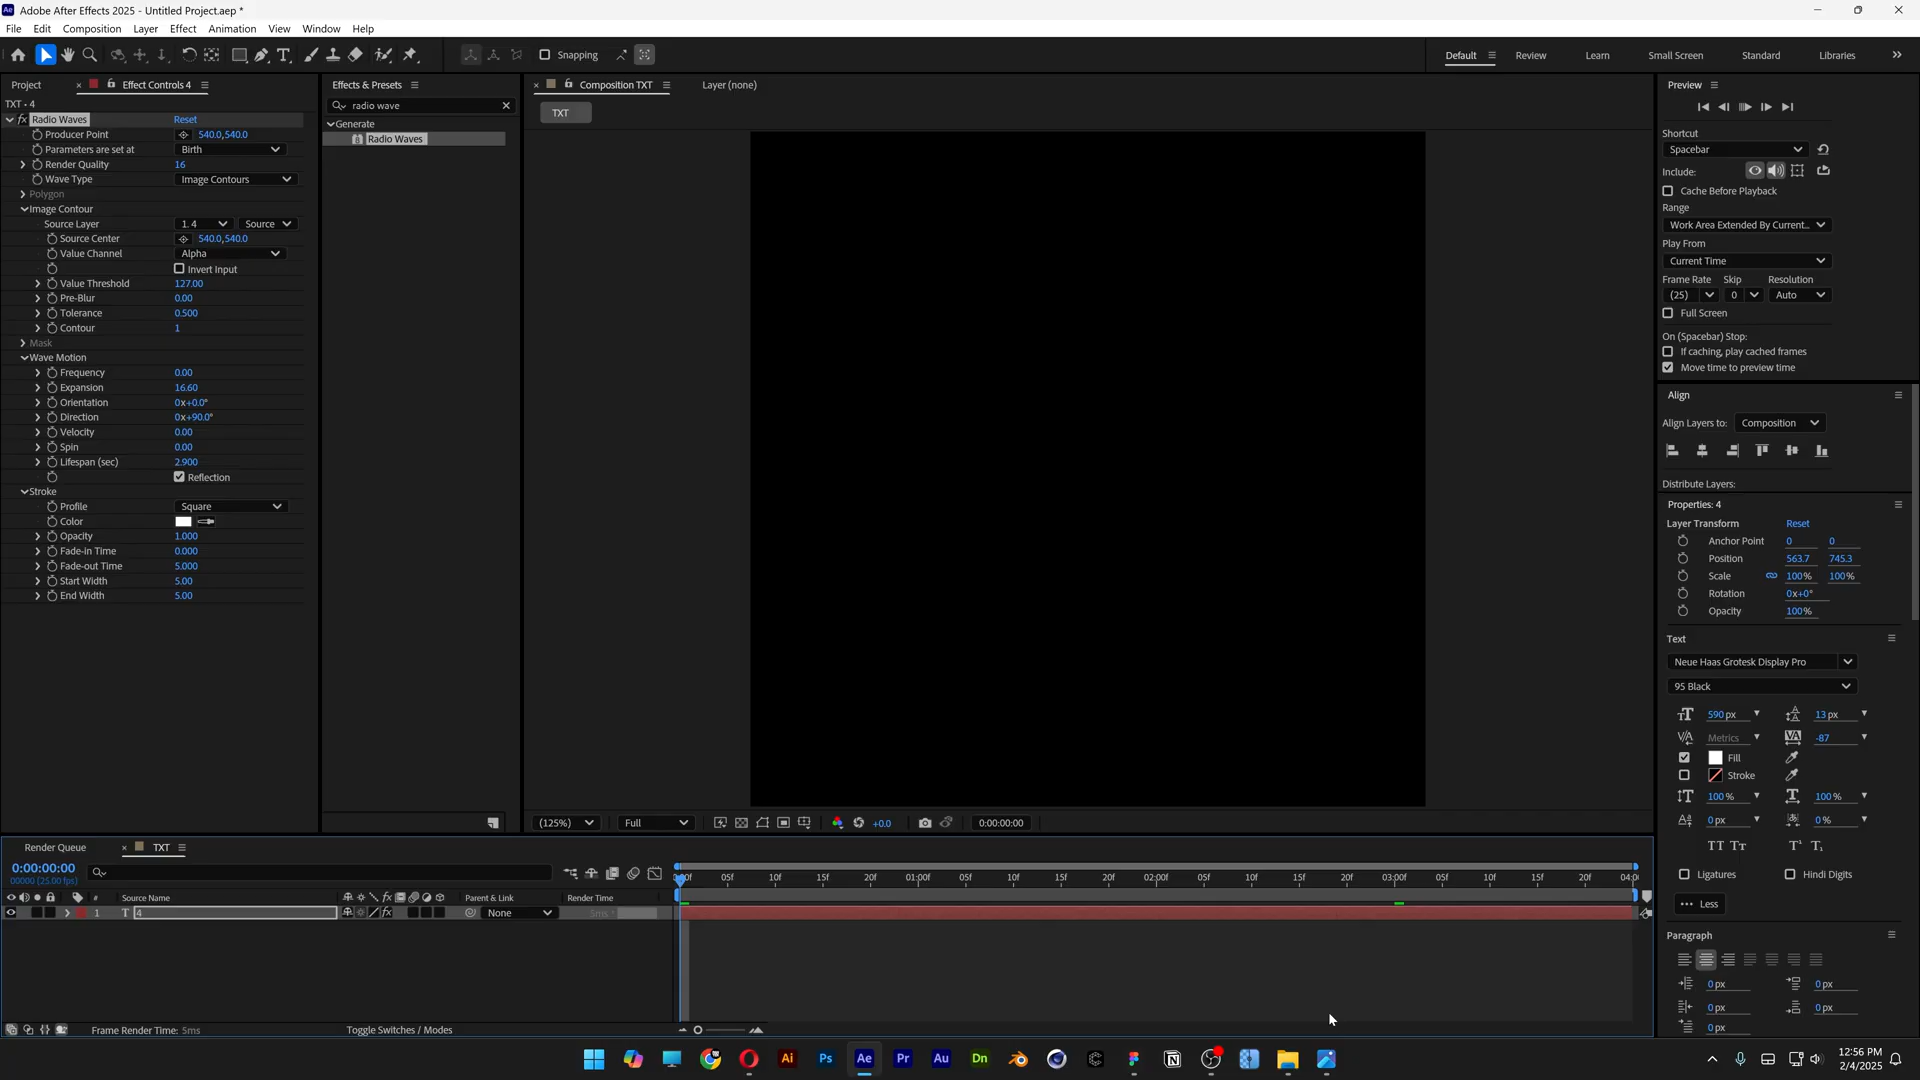 Adobe After Effects 2025 - Untitled Project.aep *
File Edit Composition Layer Effect Animation View Window Help
Snapping
Default Review Learn Small Screen Standard Libraries
Project Effect Controls 4
TXT • 4
Radio Waves Reset
Producer Point 540.0,540.0
Parameters are set at Birth
Render Quality 16
Wave Type Image Contours
Polygon
Image Contour
Source Layer 1. 4 Source
Source Center 540.0,540.0
Value Channel Alpha
Invert Input
Value Threshold 127.00
Pre-Blur 0.00
Tolerance 0.500
Contour 1
Mask
Wave Motion
Frequency 0.00
Expansion 16.60
Orientation 0x+0.0°
Direction 0x+90.0°
Velocity 0.00
Spin 0.00
Lifespan (sec) 2.900
Reflection
Stroke
Profile Square
Color
Opacity 1.000
Fade-in Time 0.000
Fade-out Time 5.000
Start Width 5.00
End Width 5.00
Effects & Presets
radio wave
Generate
Radio Waves
Composition TXT Layer (none)
TXT
(125%) Full +0.0 0:00:00:00
Preview
Shortcut
Spacebar
Include:
Cache Before Playback
Range
Work Area Extended By Current...
Play From
Current Time
Frame Rate Skip Resolution
(25) 0 Auto
Full Screen
On (Spacebar) Stop:
If caching, play cached frames
Move time to preview time
Align
Align Layers to: Composition
Distribute Layers:
Properties: 4
Layer Transform Reset
Anchor Point 0 0
Position 563.7 745.3
Scale 100% 100%
Rotation 0x+0°
Opacity 100%
Text
Neue Haas Grotesk Display Pro
95 Black
590 px 13 px
Metrics -87
Fill
Stroke
100 % 100 %
0 px 0 %
Ligatures Hindi Digits
Less
Paragraph
0 px 0 px
0 px 0 px
0 px
Render Queue TXT
0:00:00:00
00000 (25.00 fps)
05f 10f 15f 20f 01:00f 05f 10f 15f 20f 02:00f 05f 10f 15f 20f 03:00f 05f 10f 15f 20f
# Source Name Parent & Link Render Time
1 T 4 None 5ms
Frame Render Time: 5ms Toggle Switches / Modes
Ai Ps Ae Pr Au Dn
12:56 PM
2/4/2025